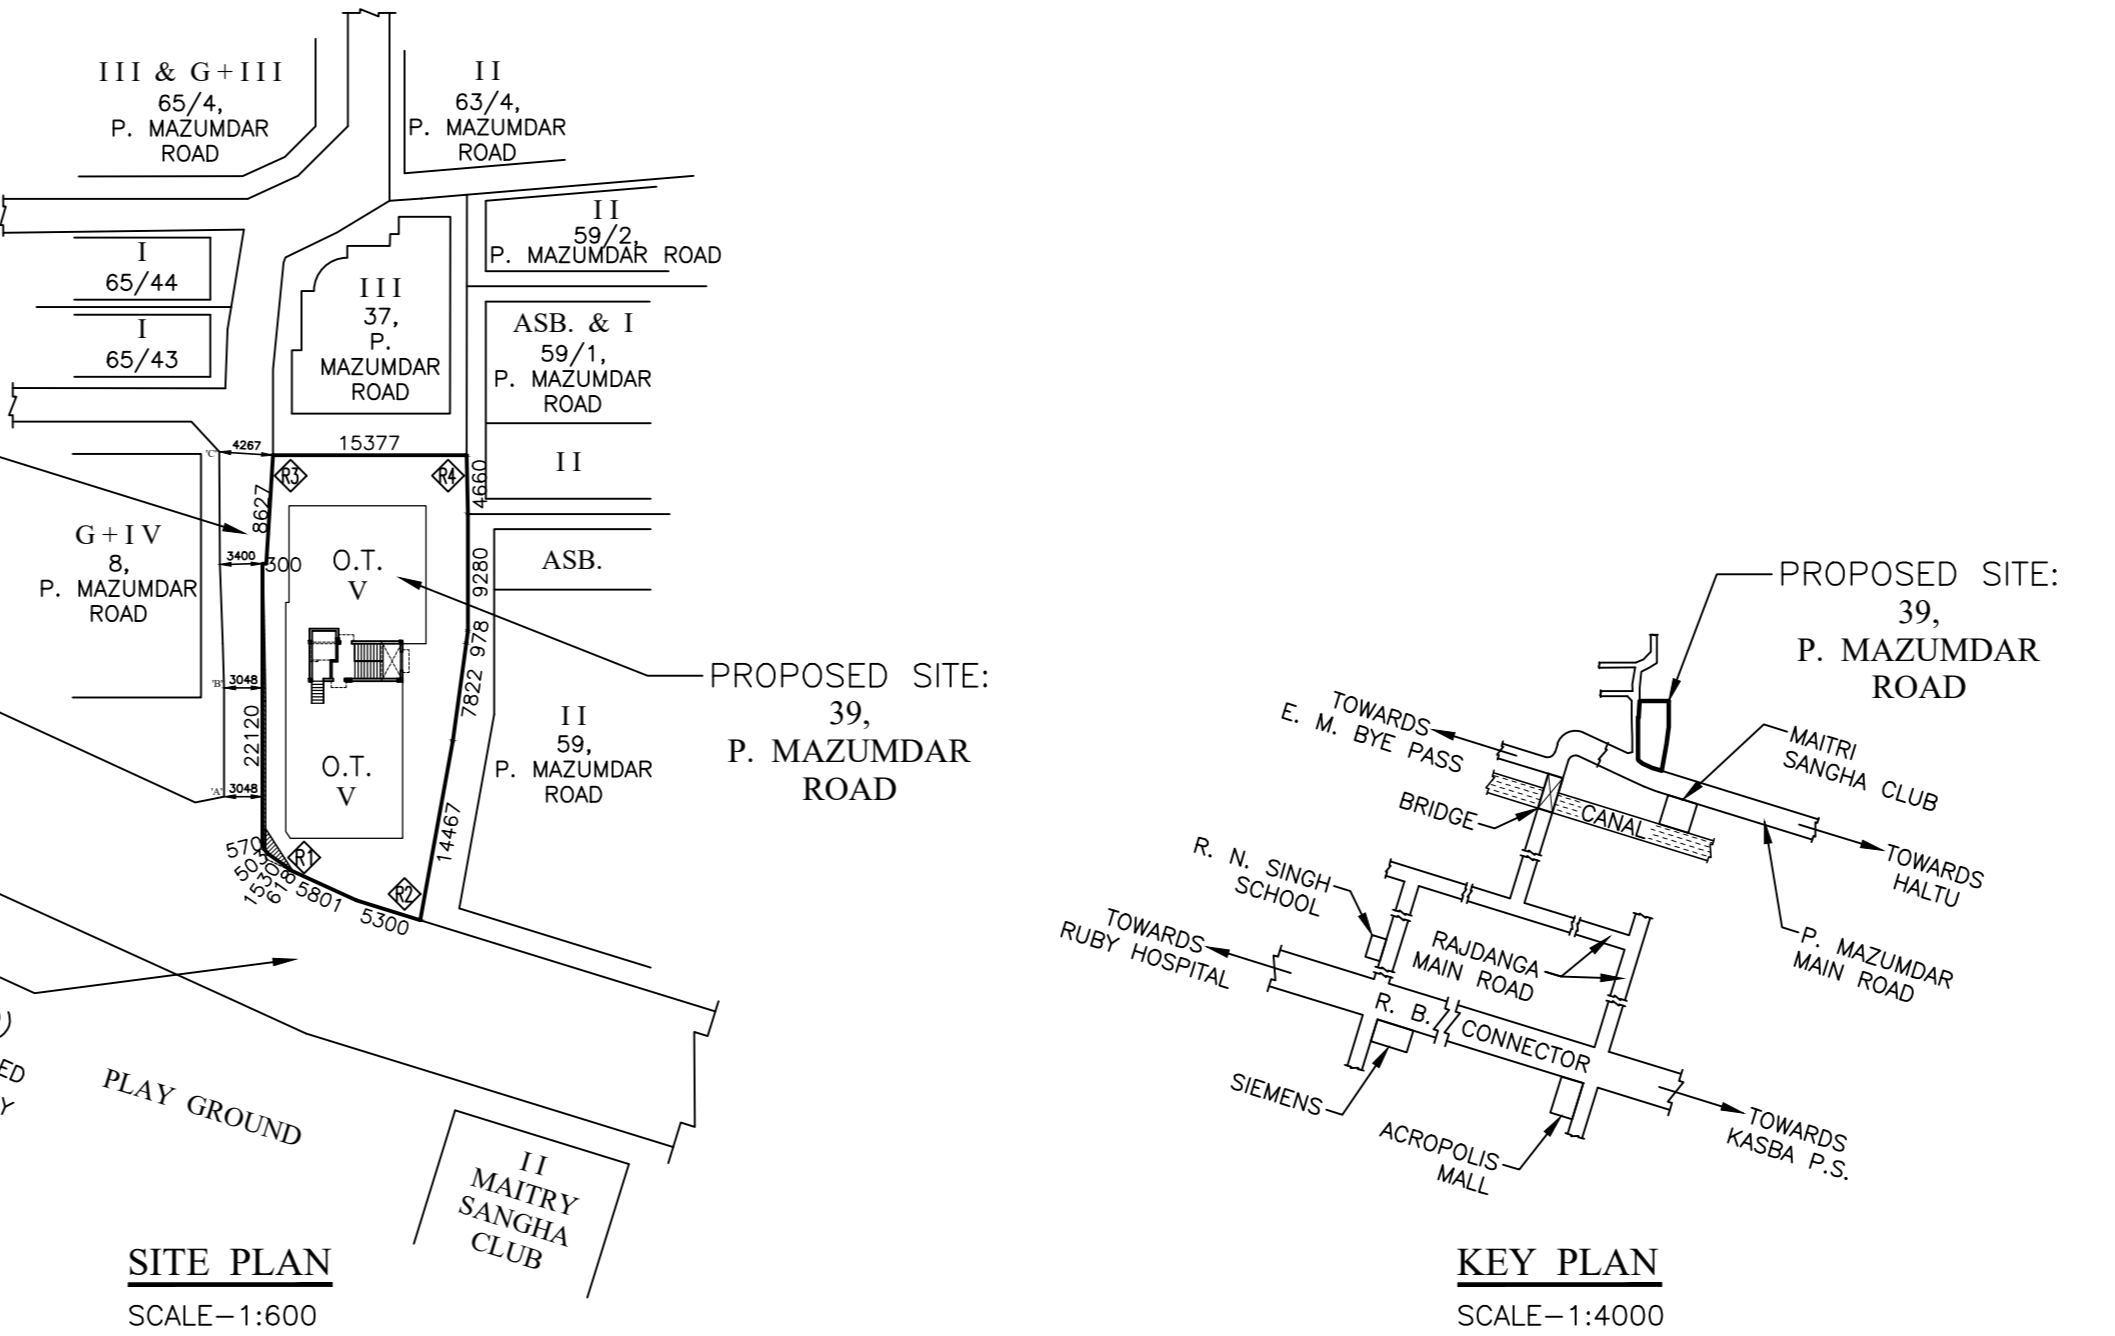 III & G+III
65/4,
P. MAZUMDAR
ROAD
II
63/4,
P. MAZUMDAR
ROAD
I
65/44
I
65/43
III
37,
P.
MAZUMDAR
ROAD
II
59/2,
P. MAZUMDAR ROAD
ASB. & I
59/1,
P. MAZUMDAR
ROAD
II
ASB.
II
59,
P. MAZUMDAR
ROAD
G+IV
8,
P. MAZUMDAR
ROAD
'C'
4267
15377
R3
R4
4660
8627
3400
300
9280
978
7822
14467
'B'
3048
22120
'A'
3048
570
503
1530
618
5801
5300
R1
R2
O.T.
V
O.T.
V
PROPOSED SITE:
39,
P. MAZUMDAR
ROAD
ED
Y
PLAY GROUND
II
MAITRY
SANGHA
CLUB
SITE PLAN
SCALE-1:600
PROPOSED SITE:
39,
P. MAZUMDAR
ROAD
TOWARDS
E. M. BYE PASS
MAITRI
SANGHA CLUB
BRIDGE
CANAL
TOWARDS
HALTU
R. N. SINGH
SCHOOL
TOWARDS
RUBY HOSPITAL
RAJDANGA
MAIN ROAD
P. MAZUMDAR
MAIN ROAD
R. B.
CONNECTOR
SIEMENS
ACROPOLIS
MALL
TOWARDS
KASBA P.S.
KEY PLAN
SCALE-1:4000